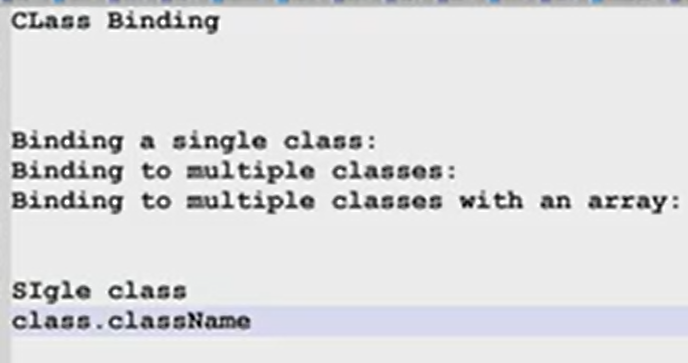 CLass Binding
Binding a single class:
Binding to multiple classes:
Binding to multiple classes with an array:
SIgle class
class.className